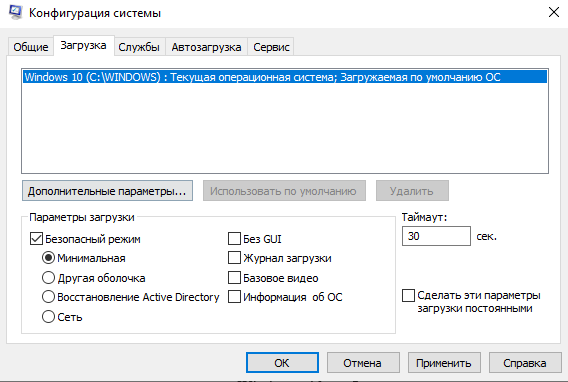 Конфигурация системы
Общие Загрузка Службы Автозагрузка Сервис
Windows 10 (C:\WINDOWS) : Текущая операционная система; Загружаемая по умолчанию ОС
Дополнительные параметры... Использовать по умолчанию Удалить
Параметры загрузки Таймаут:
Безопасный режим Без GUI 30 сек.
Минимальная Журнал загрузки
Другая оболочка Базовое видео
Восстановление Active Directory Информация об ОС Сделать эти параметры
загрузки постоянными
Сеть
ОК Отмена Применить Справка